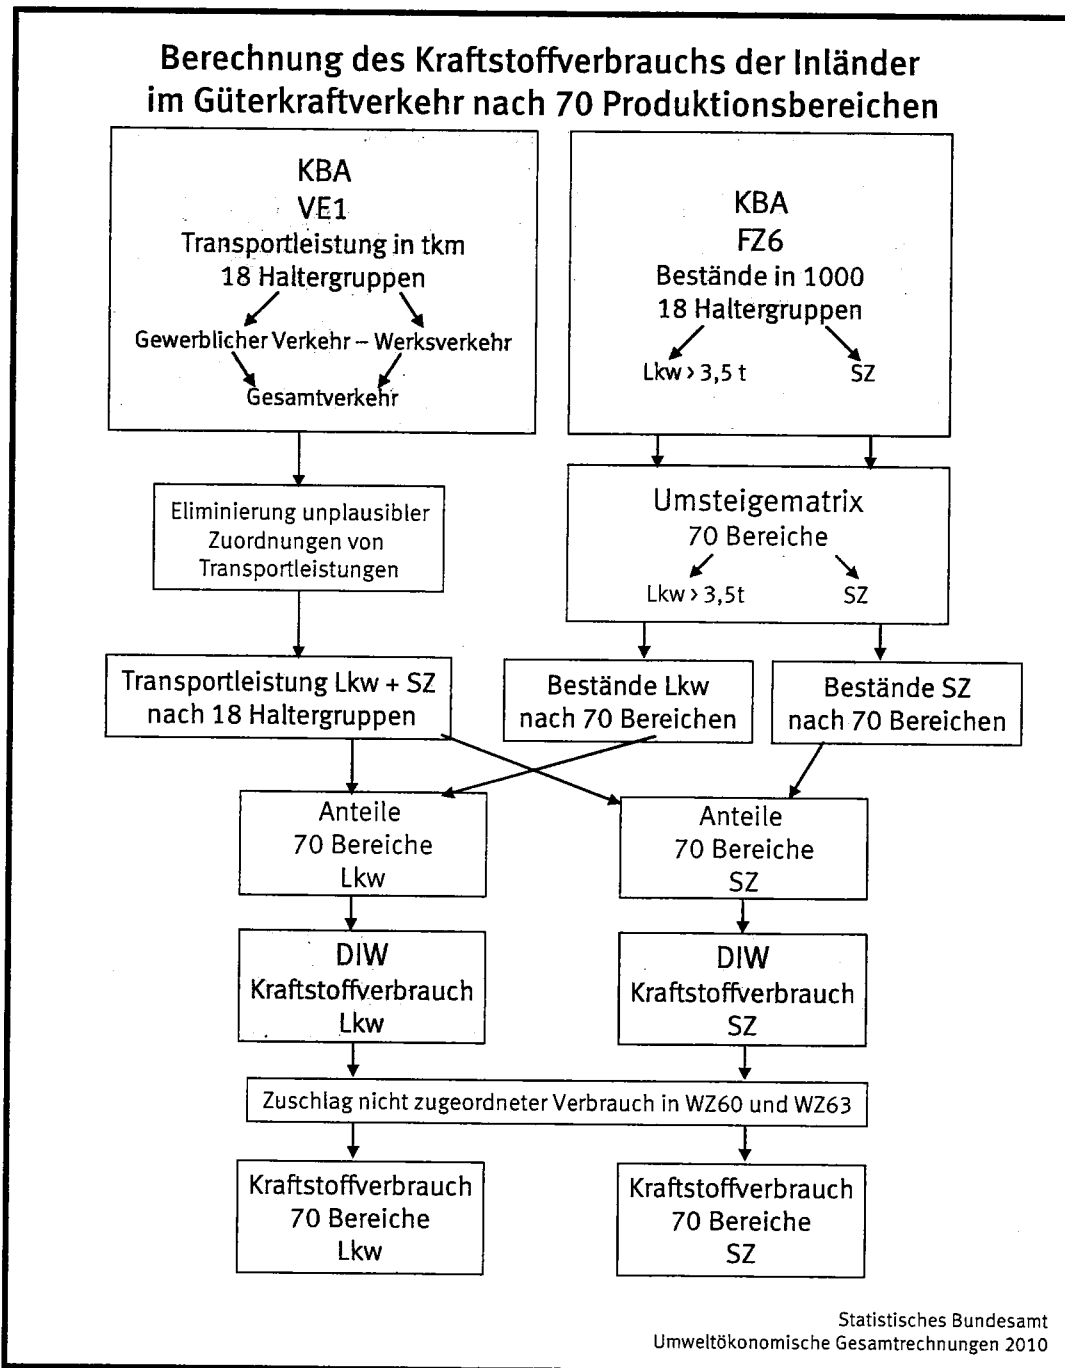 Berechnung des Kraftstoffverbrauchs der Inländer
im Güterkraftverkehr nach 70 Produktionsbereichen
KBA
VE1
Transportleistung in tkm
18 Haltergruppen
Gewerblicher Verkehr – Werksverkehr
Gesamtverkehr
KBA
FZ6
Bestände in 1000
18 Haltergruppen
Lkw > 3,5 t
SZ
Eliminierung unplausibler
Zuordnungen von
Transportleistungen
Umsteigematrix
70 Bereiche
Lkw > 3,5t
SZ
Transportleistung Lkw + SZ
nach 18 Haltergruppen
Bestände Lkw
nach 70 Bereichen
Bestände SZ
nach 70 Bereichen
Anteile
70 Bereiche
Lkw
Anteile
70 Bereiche
SZ
DIW
Kraftstoffverbrauch
Lkw
DIW
Kraftstoffverbrauch
SZ
Zuschlag nicht zugeordneter Verbrauch in WZ60 und WZ63
Kraftstoffverbrauch
70 Bereiche
Lkw
Kraftstoffverbrauch
70 Bereiche
SZ
Statistisches Bundesamt
Umweltökonomische Gesamtrechnungen 2010